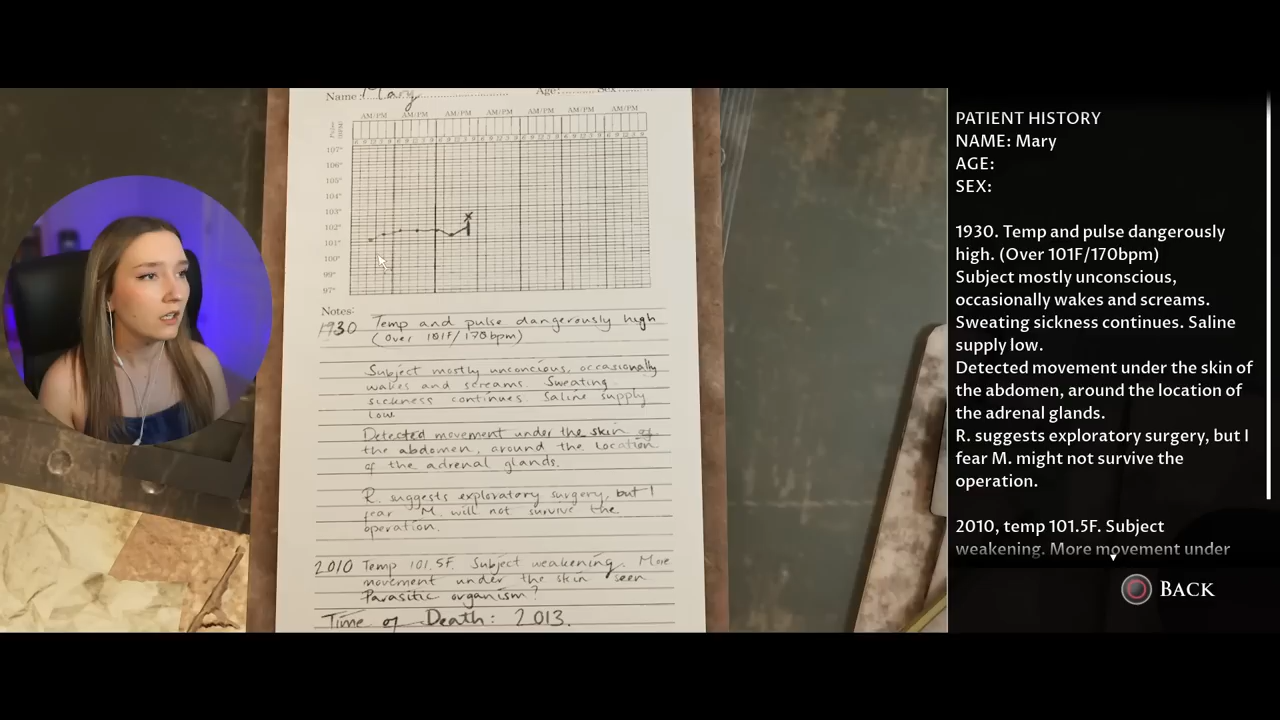 Name: Mary
Age:
Sex
AM/PM AM/PM AM/PM AM/PM AM/PM AM/PM AM/PM
107°
106°
105°
104°
103°
102°
101°
100°
99°
97°
Notes:
1930 Temp and pulse dangerously high
(Over 101F/170bpm)
Subject mostly unconcious, occasionally
wakes and screams. Sweating
sickness continues. Saline supply
low.
Detected movement under the skin of
the abdomen, around the location
of the adrenal glands.
R. suggests exploratory surgery, but I
fear M. will not survive the
operation.
2010 Temp 101.5F. Subject weakening. More
movement under the skin seen
Parasitic organism?
Time of Death: 2013.
PATIENT HISTORY
NAME: Mary
AGE:
SEX:
1930. Temp and pulse dangerously
high. (Over 101F/170bpm)
Subject mostly unconscious,
occasionally wakes and screams.
Sweating sickness continues. Saline
supply low.
Detected movement under the skin of
the abdomen, around the location of
the adrenal glands.
R. suggests exploratory surgery, but I
fear M. might not survive the
operation.
2010, temp 101.5F. Subject
weakening. More movement under
BACK